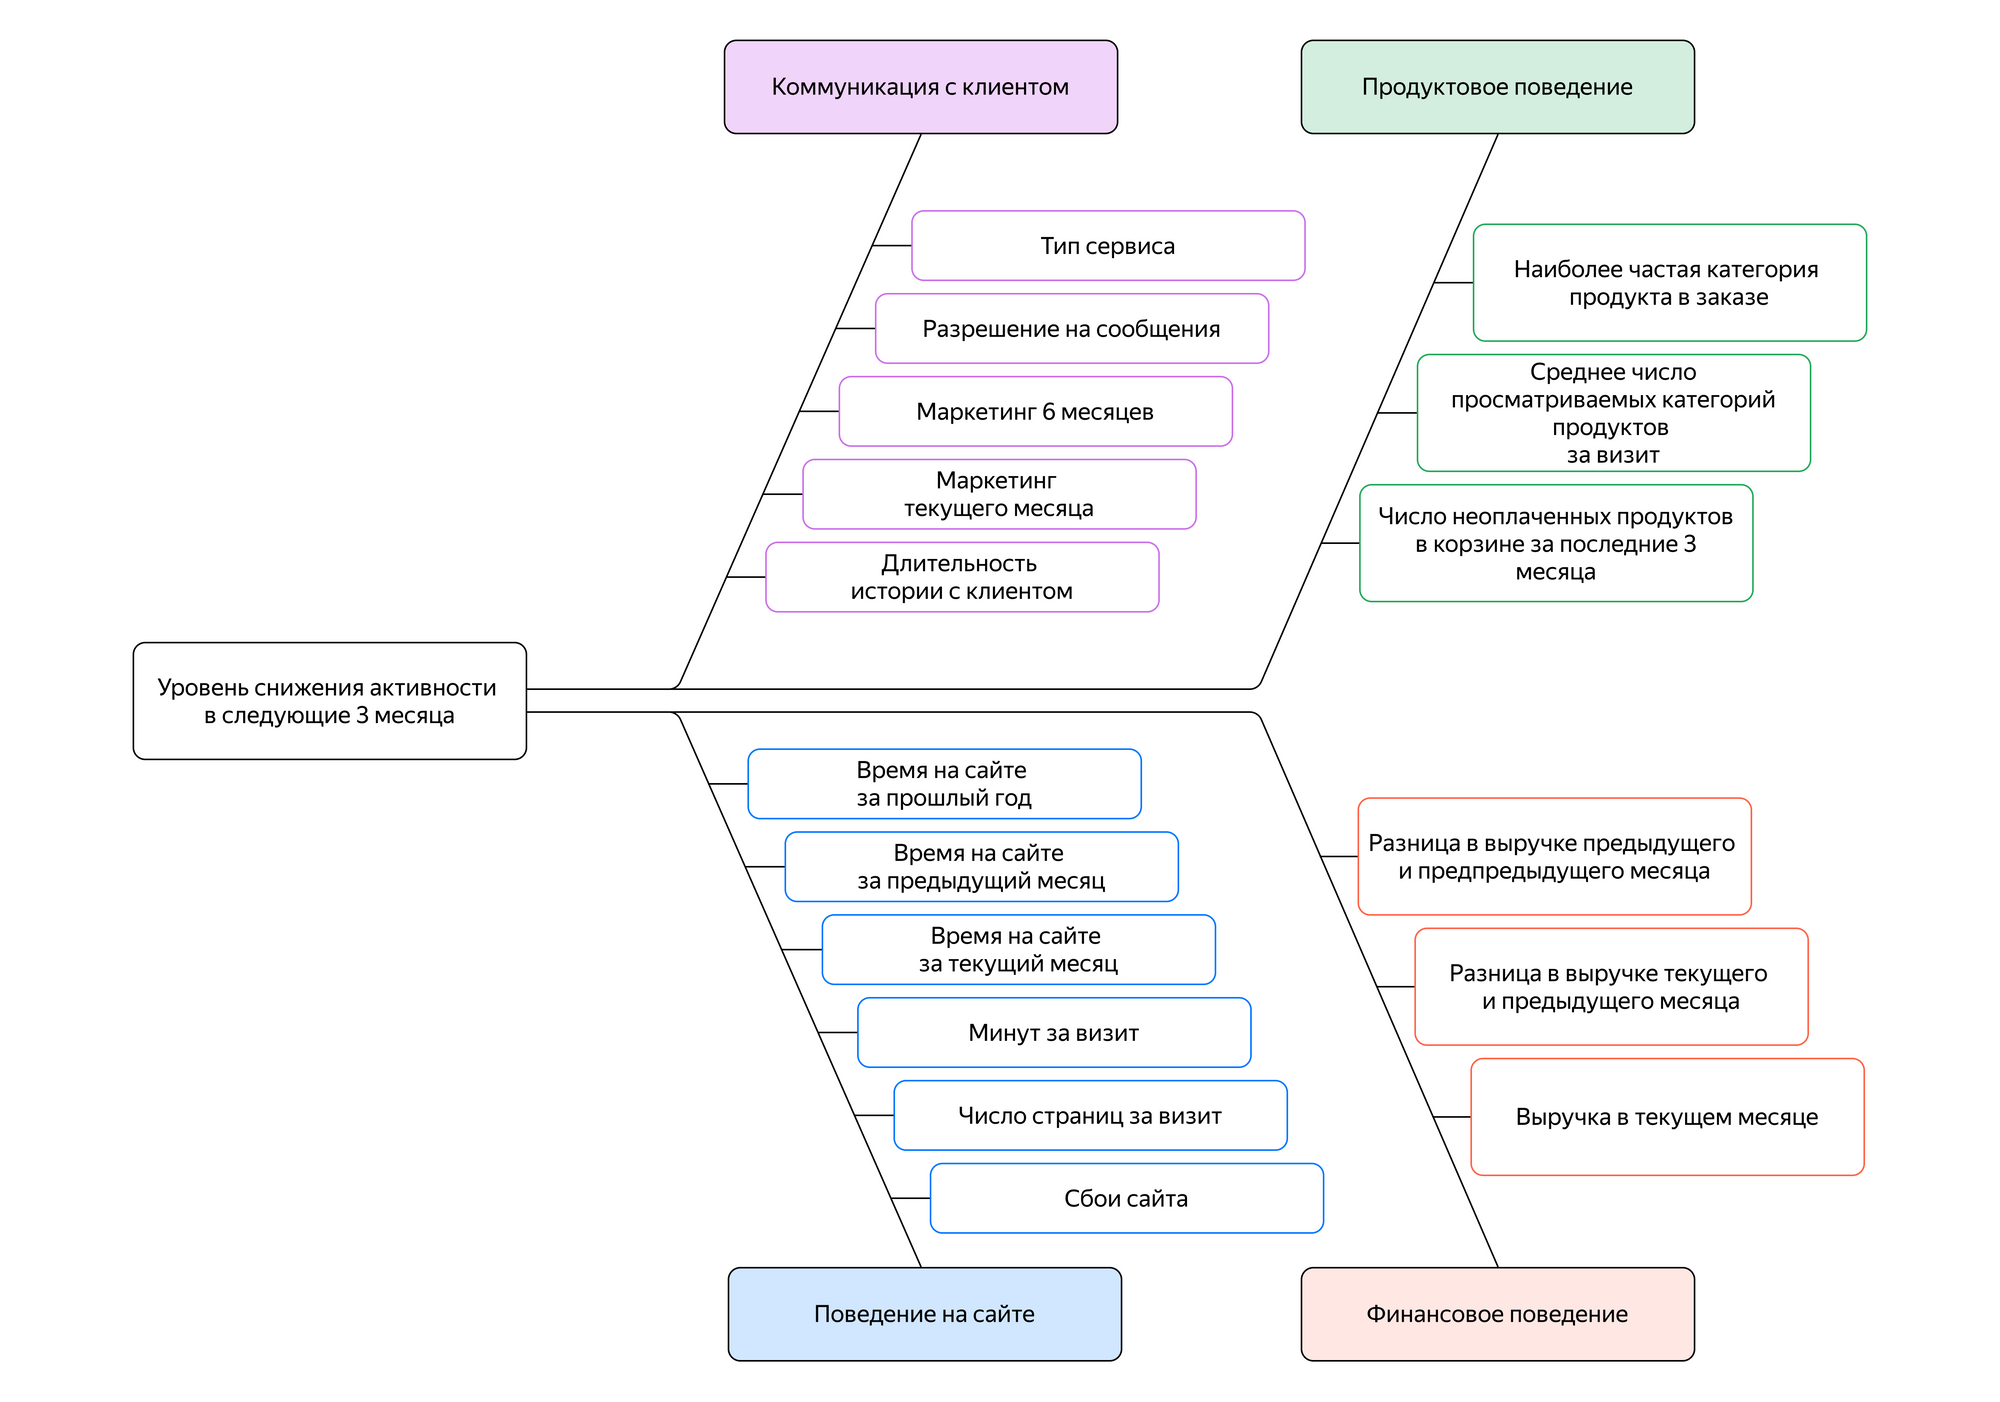 Коммуникация с клиентом
Продуктовое поведение
Тип сервиса
Разрешение на сообщения
Маркетинг 6 месяцев
Маркетинг
текущего месяца
Длительность
истории с клиентом
Наиболее частая категория
продукта в заказе
Среднее число
просматриваемых категорий
продуктов
за визит
Число неоплаченных продуктов
в корзине за последние 3
месяца
Уровень снижения активности
в следующие 3 месяца
Время на сайте
за прошлый год
Время на сайте
за предыдущий месяц
Время на сайте
за текущий месяц
Минут за визит
Число страниц за визит
Сбои сайта
Разница в выручке предыдущего
и предпредыдущего месяца
Разница в выручке текущего
и предыдущего месяца
Выручка в текущем месяце
Поведение на сайте
Финансовое поведение